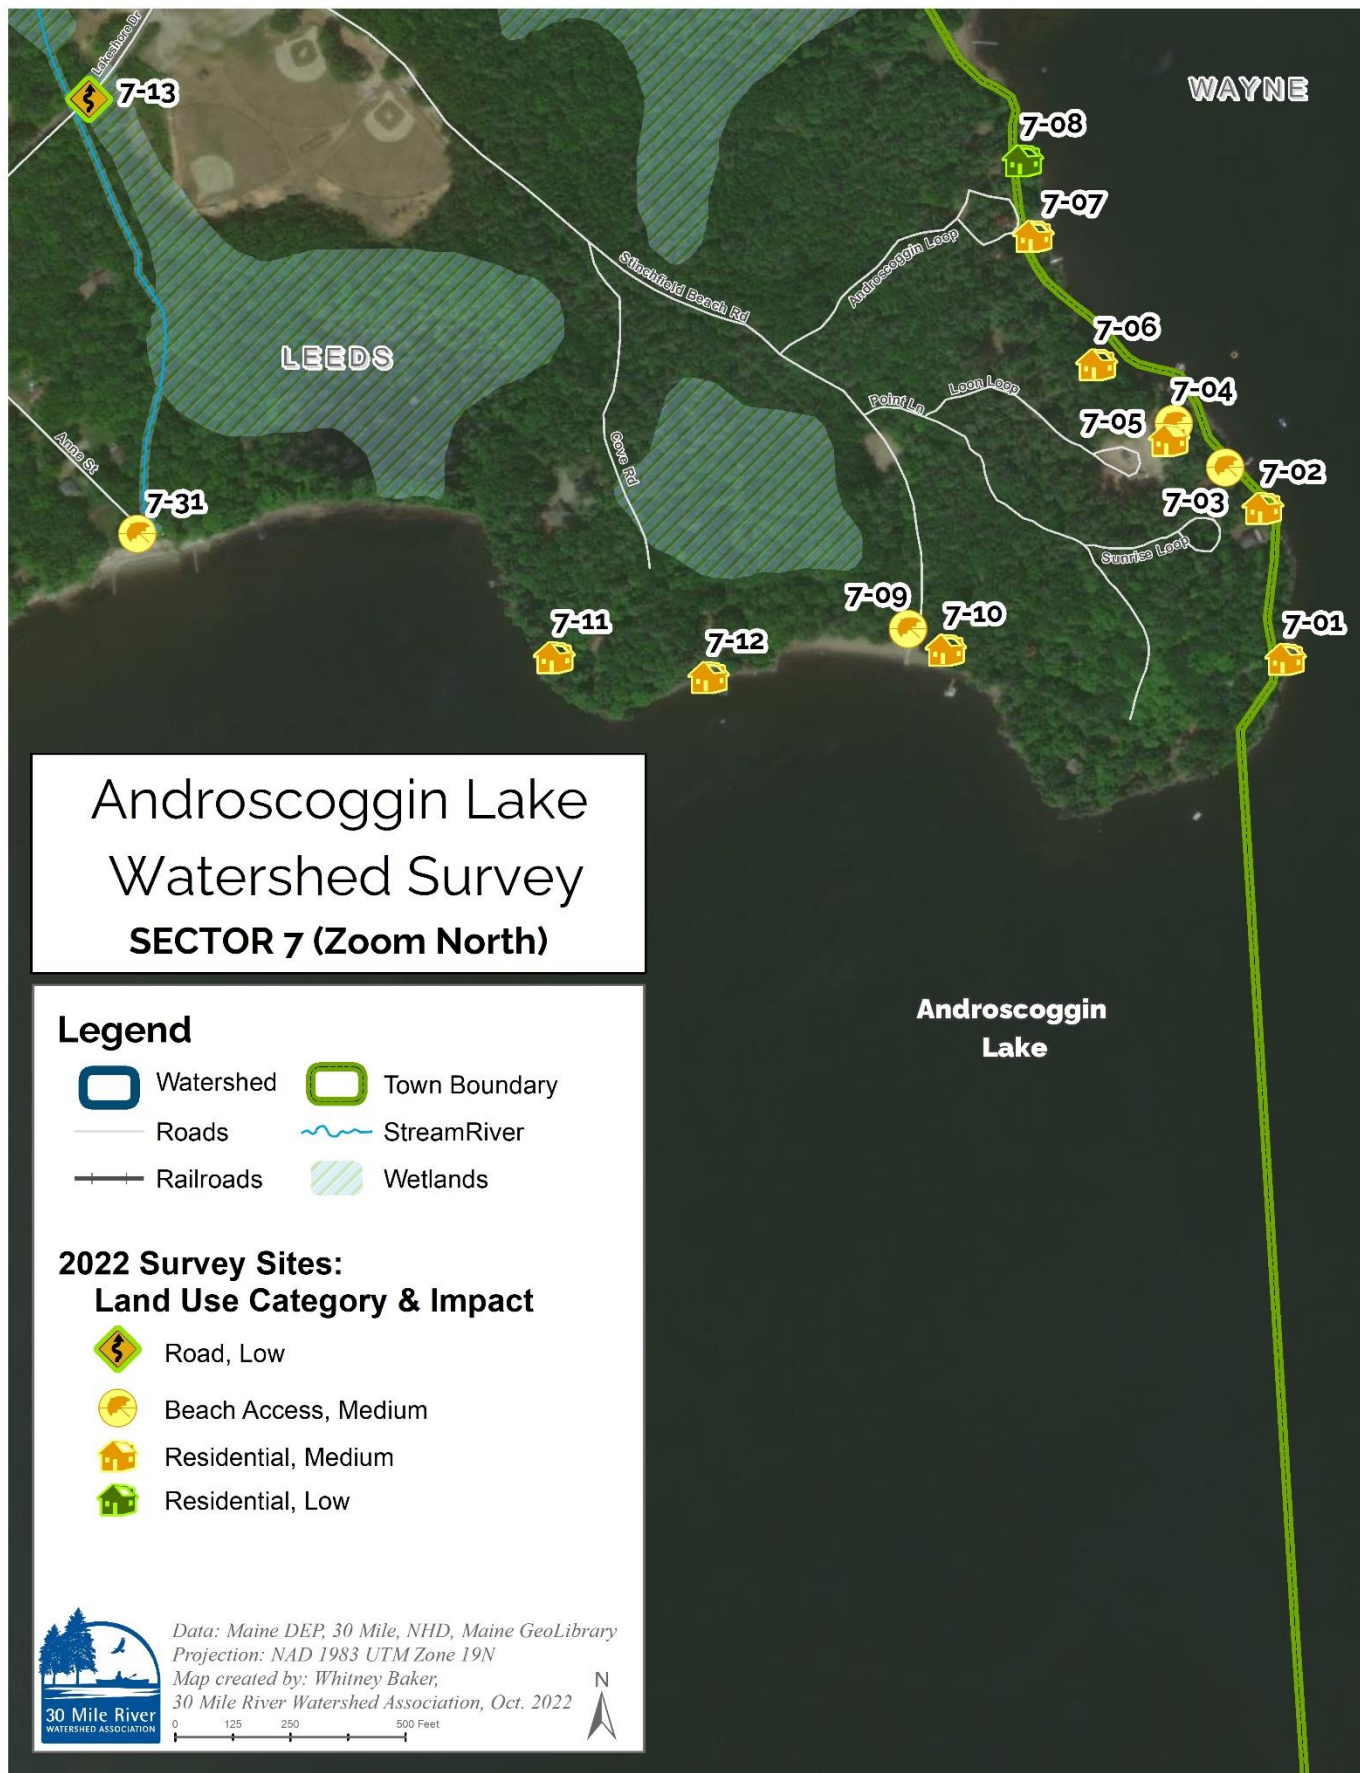 Lakeshore Dr
7-13
WAYNE
7-08
7-07
Androscoggin Loop
Stinchfield Beach Rd
LEEDS
7-06
7-04
Loon Loop
Point Ln
7-05
Anne St
Cove Rd
7-02
7-03
7-31
Sunrise Loop
7-09
7-10
7-11
7-12
7-01
Androscoggin Lake
Watershed Survey
SECTOR 7 (Zoom North)
Androscoggin
Lake
Legend
Watershed
Town Boundary
Roads
StreamRiver
Railroads
Wetlands
2022 Survey Sites:
Land Use Category & Impact
Road, Low
Beach Access, Medium
Residential, Medium
Residential, Low
Data: Maine DEP, 30 Mile, NHD, Maine GeoLibrary
Projection: NAD 1983 UTM Zone 19N
Map created by: Whitney Baker,
30 Mile River Watershed Association, Oct. 2022
N
30 Mile River
WATERSHED ASSOCIATION
0 125 250 500 Feet